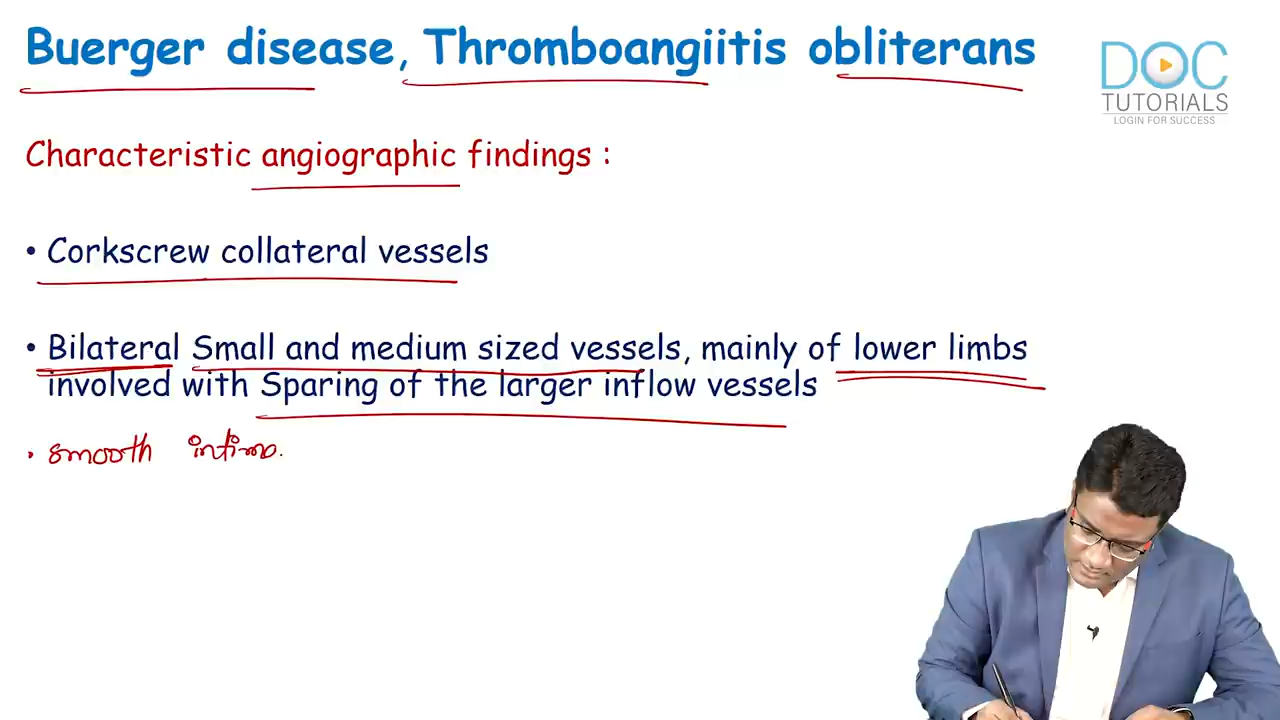 Buerger disease, Thromboangiitis obliterans
DOC
TUTORIALS
LOGIN FOR SUCCESS
Characteristic angiographic findings :
• Corkscrew collateral vessels
• Bilateral Small and medium sized vessels, mainly of lower limbs
involved with Sparing of the larger inflow vessels
• smooth intima.